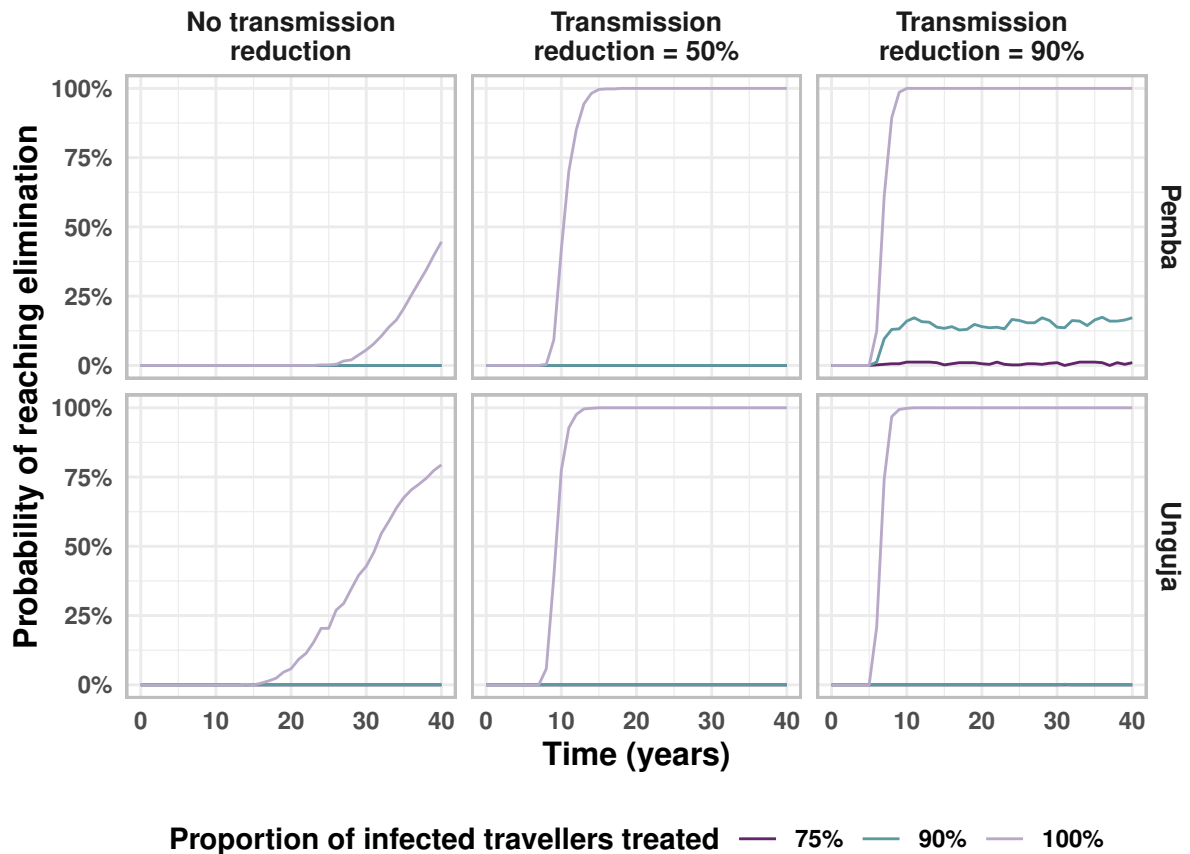 No transmission
reduction
Transmission
reduction = 50%
Transmission
reduction = 90%
Probability of reaching elimination
100%
75%
50%
25%
0%
Pemba
100%
75%
50%
25%
0%
Unguja
0 10 20 30 40 0 10 20 30 40 0 10 20 30 40
Time (years)
Proportion of infected travellers treated 75% 90% 100%